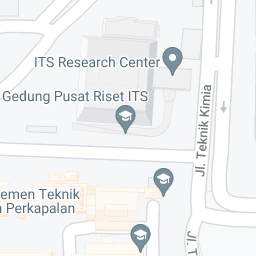 ITS Research Center
Gedung Pusat Riset ITS
Jl. Teknik Kimia
emen Teknik
Perkapalan